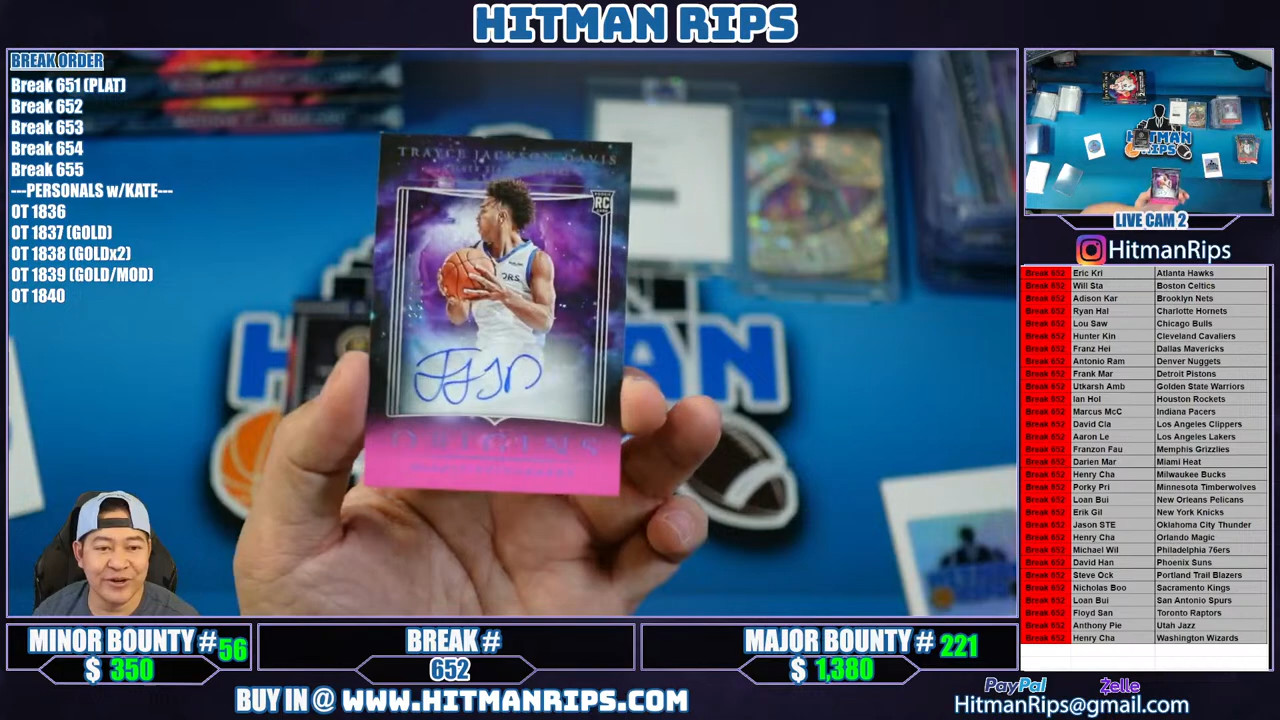 HITMAN RIPS
BREAK ORDER
Break 651 (PLAT)
Break 652
Break 653
Break 654
Break 655
---PERSONALS w/KATE---
OT 1836
OT 1837 (GOLD)
OT 1838 (GOLDx2)
OT 1839 (GOLD/MOD)
OT 1840
TRAYCE JACKSON-DAVIS
RC
ORIGINS
HITMAN
HITMAN RIPS
LIVE CAM 2
HitmanRips
Break 652 Eric Kri Atlanta Hawks
Break 652 Will Sta Boston Celtics
Break 652 Adison Kar Brooklyn Nets
Break 652 Ryan Hal Charlotte Hornets
Break 652 Lou Saw Chicago Bulls
Break 652 Hunter Kin Cleveland Cavaliers
Break 652 Franz Hei Dallas Mavericks
Break 652 Antonio Ram Denver Nuggets
Break 652 Frank Mar Detroit Pistons
Break 652 Utkarsh Amb Golden State Warriors
Break 652 Ian Hol Houston Rockets
Break 652 Marcus McC Indiana Pacers
Break 652 David Cla Los Angeles Clippers
Break 652 Aaron Le Los Angeles Lakers
Break 652 Franzon Fau Memphis Grizzlies
Break 652 Darien Mar Miami Heat
Break 652 Henry Cha Milwaukee Bucks
Break 652 Porky Pri Minnesota Timberwolves
Break 652 Loan Bui New Orleans Pelicans
Break 652 Erik Gil New York Knicks
Break 652 Jason STE Oklahoma City Thunder
Break 652 Henry Cha Orlando Magic
Break 652 Michael Wil Philadelphia 76ers
Break 652 David Han Phoenix Suns
Break 652 Steve Ock Portland Trail Blazers
Break 652 Nicholas Boo Sacramento Kings
Break 652 Loan Bui San Antonio Spurs
Break 652 Floyd San Toronto Raptors
Break 652 Anthony Pie Utah Jazz
Break 652 Henry Cha Washington Wizards
MINOR BOUNTY # 56
$ 350
BREAK #
652
MAJOR BOUNTY # 221
$ 1,380
BUY IN @ WWW.HITMANRIPS.COM
PayPal Zelle
HitmanRips@gmail.com